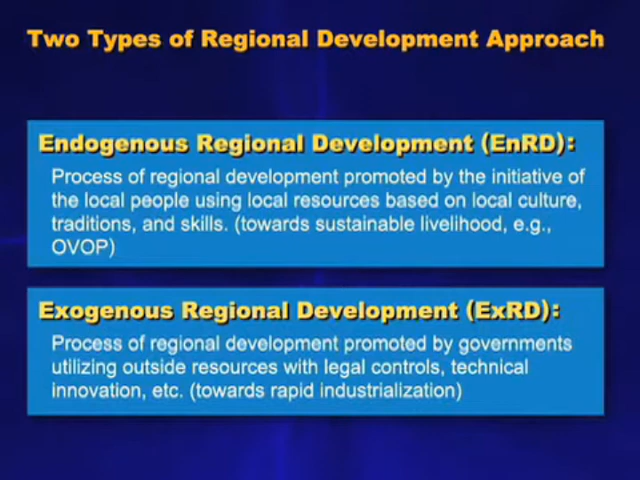 Two Types of Regional Development Approach
Endogenous Regional Development (EnRD):
Process of regional development promoted by the initiative of
the local people using local resources based on local culture,
traditions, and skills. (towards sustainable livelihood, e.g.,
OVOP)
Exogenous Regional Development (ExRD):
Process of regional development promoted by governments
utilizing outside resources with legal controls, technical
innovation, etc. (towards rapid industrialization)